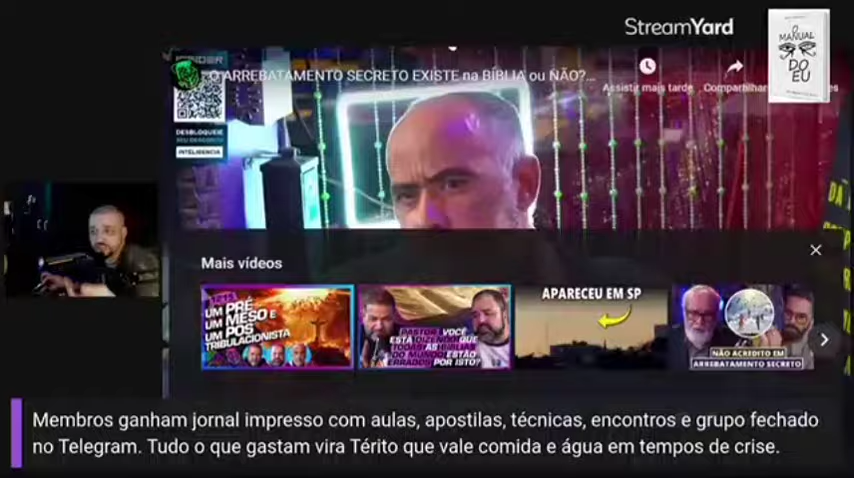 StreamYard
O MANUAL
DO
EU
O ARREBATAMENTO SECRETO EXISTE na BÍBLIA ou NÃO?...
Assistir mais tarde
Compartilhar
DESBLOQUEIE
INTELIGENCIA
Mais vídeos
UM PRÉ
UM MESO E
UM PÓS
TRIBULACIONISTA
PASTOR, VOCÊ
ESTÁ DIZENDO QUE
TODAS AS BÍBLIAS
DO MUNDO ESTÃO
ERRADAS POR ISTO?
APARECEU EM SP
NÃO ACREDITO EM
ARREBATAMENTO SECRETO
Membros ganham jornal impresso com aulas, apostilas, técnicas, encontros e grupo fechado
no Telegram. Tudo o que gastam vira Térito que vale comida e água em tempos de crise.